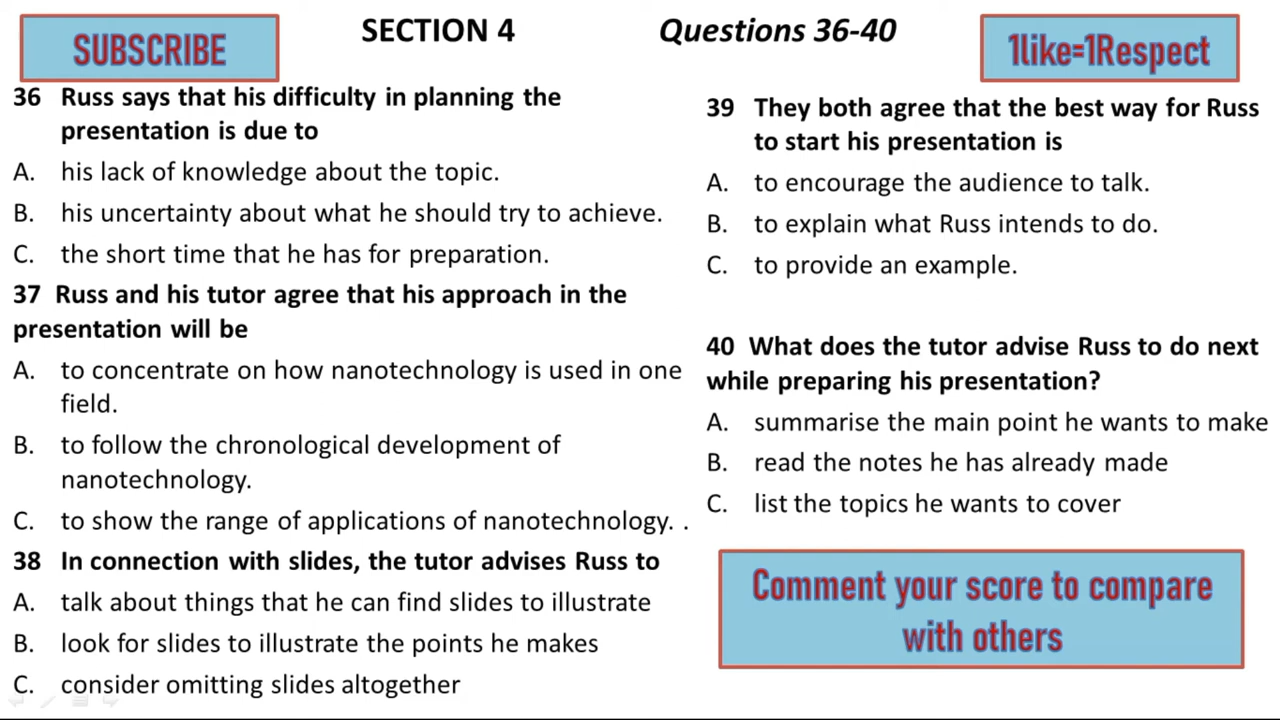 SUBSCRIBE
SECTION 4
Questions 36-40
1like=1Respect
36 Russ says that his difficulty in planning the
presentation is due to
A. his lack of knowledge about the topic.
B. his uncertainty about what he should try to achieve.
C. the short time that he has for preparation.
37 Russ and his tutor agree that his approach in the
presentation will be
A. to concentrate on how nanotechnology is used in one
field.
B. to follow the chronological development of
nanotechnology.
C. to show the range of applications of nanotechnology. .
38 In connection with slides, the tutor advises Russ to
A. talk about things that he can find slides to illustrate
B. look for slides to illustrate the points he makes
C. consider omitting slides altogether
39 They both agree that the best way for Russ
to start his presentation is
A. to encourage the audience to talk.
B. to explain what Russ intends to do.
C. to provide an example.
40 What does the tutor advise Russ to do next
while preparing his presentation?
A. summarise the main point he wants to make
B. read the notes he has already made
C. list the topics he wants to cover
Comment your score to compare
with others